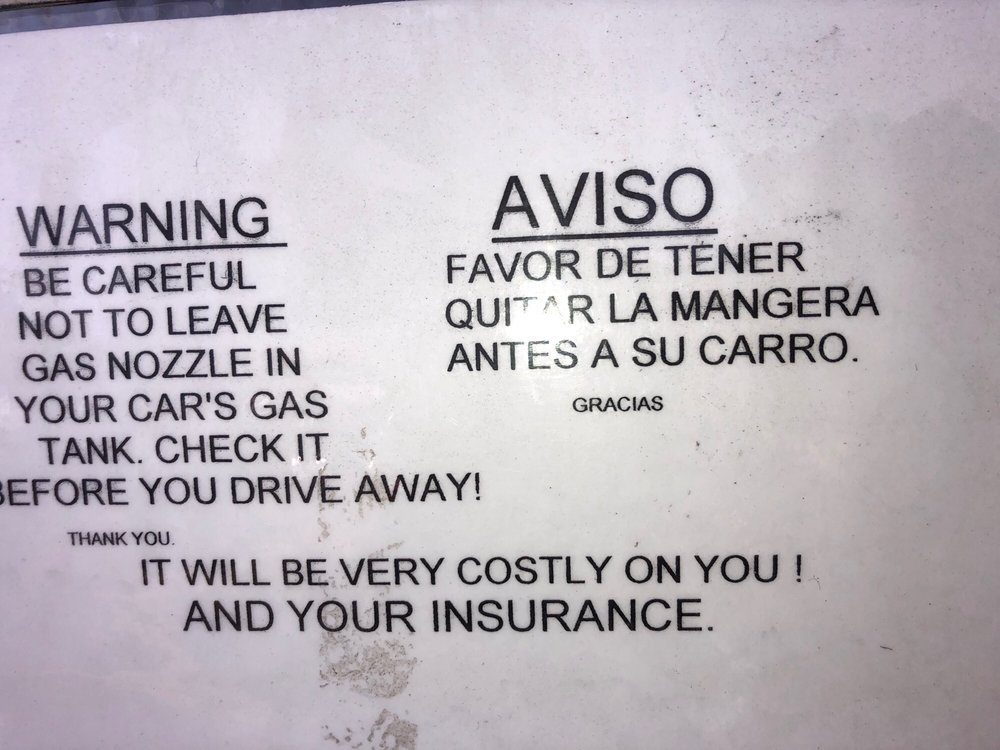 WARNING
BE CAREFUL
NOT TO LEAVE
GAS NOZZLE IN
YOUR CAR'S GAS
TANK. CHECK IT
BEFORE YOU DRIVE AWAY!
THANK YOU.
AVISO
FAVOR DE TENER
QUITAR LA MANGERA
ANTES A SU CARRO.
GRACIAS
IT WILL BE VERY COSTLY ON YOU !
AND YOUR INSURANCE.